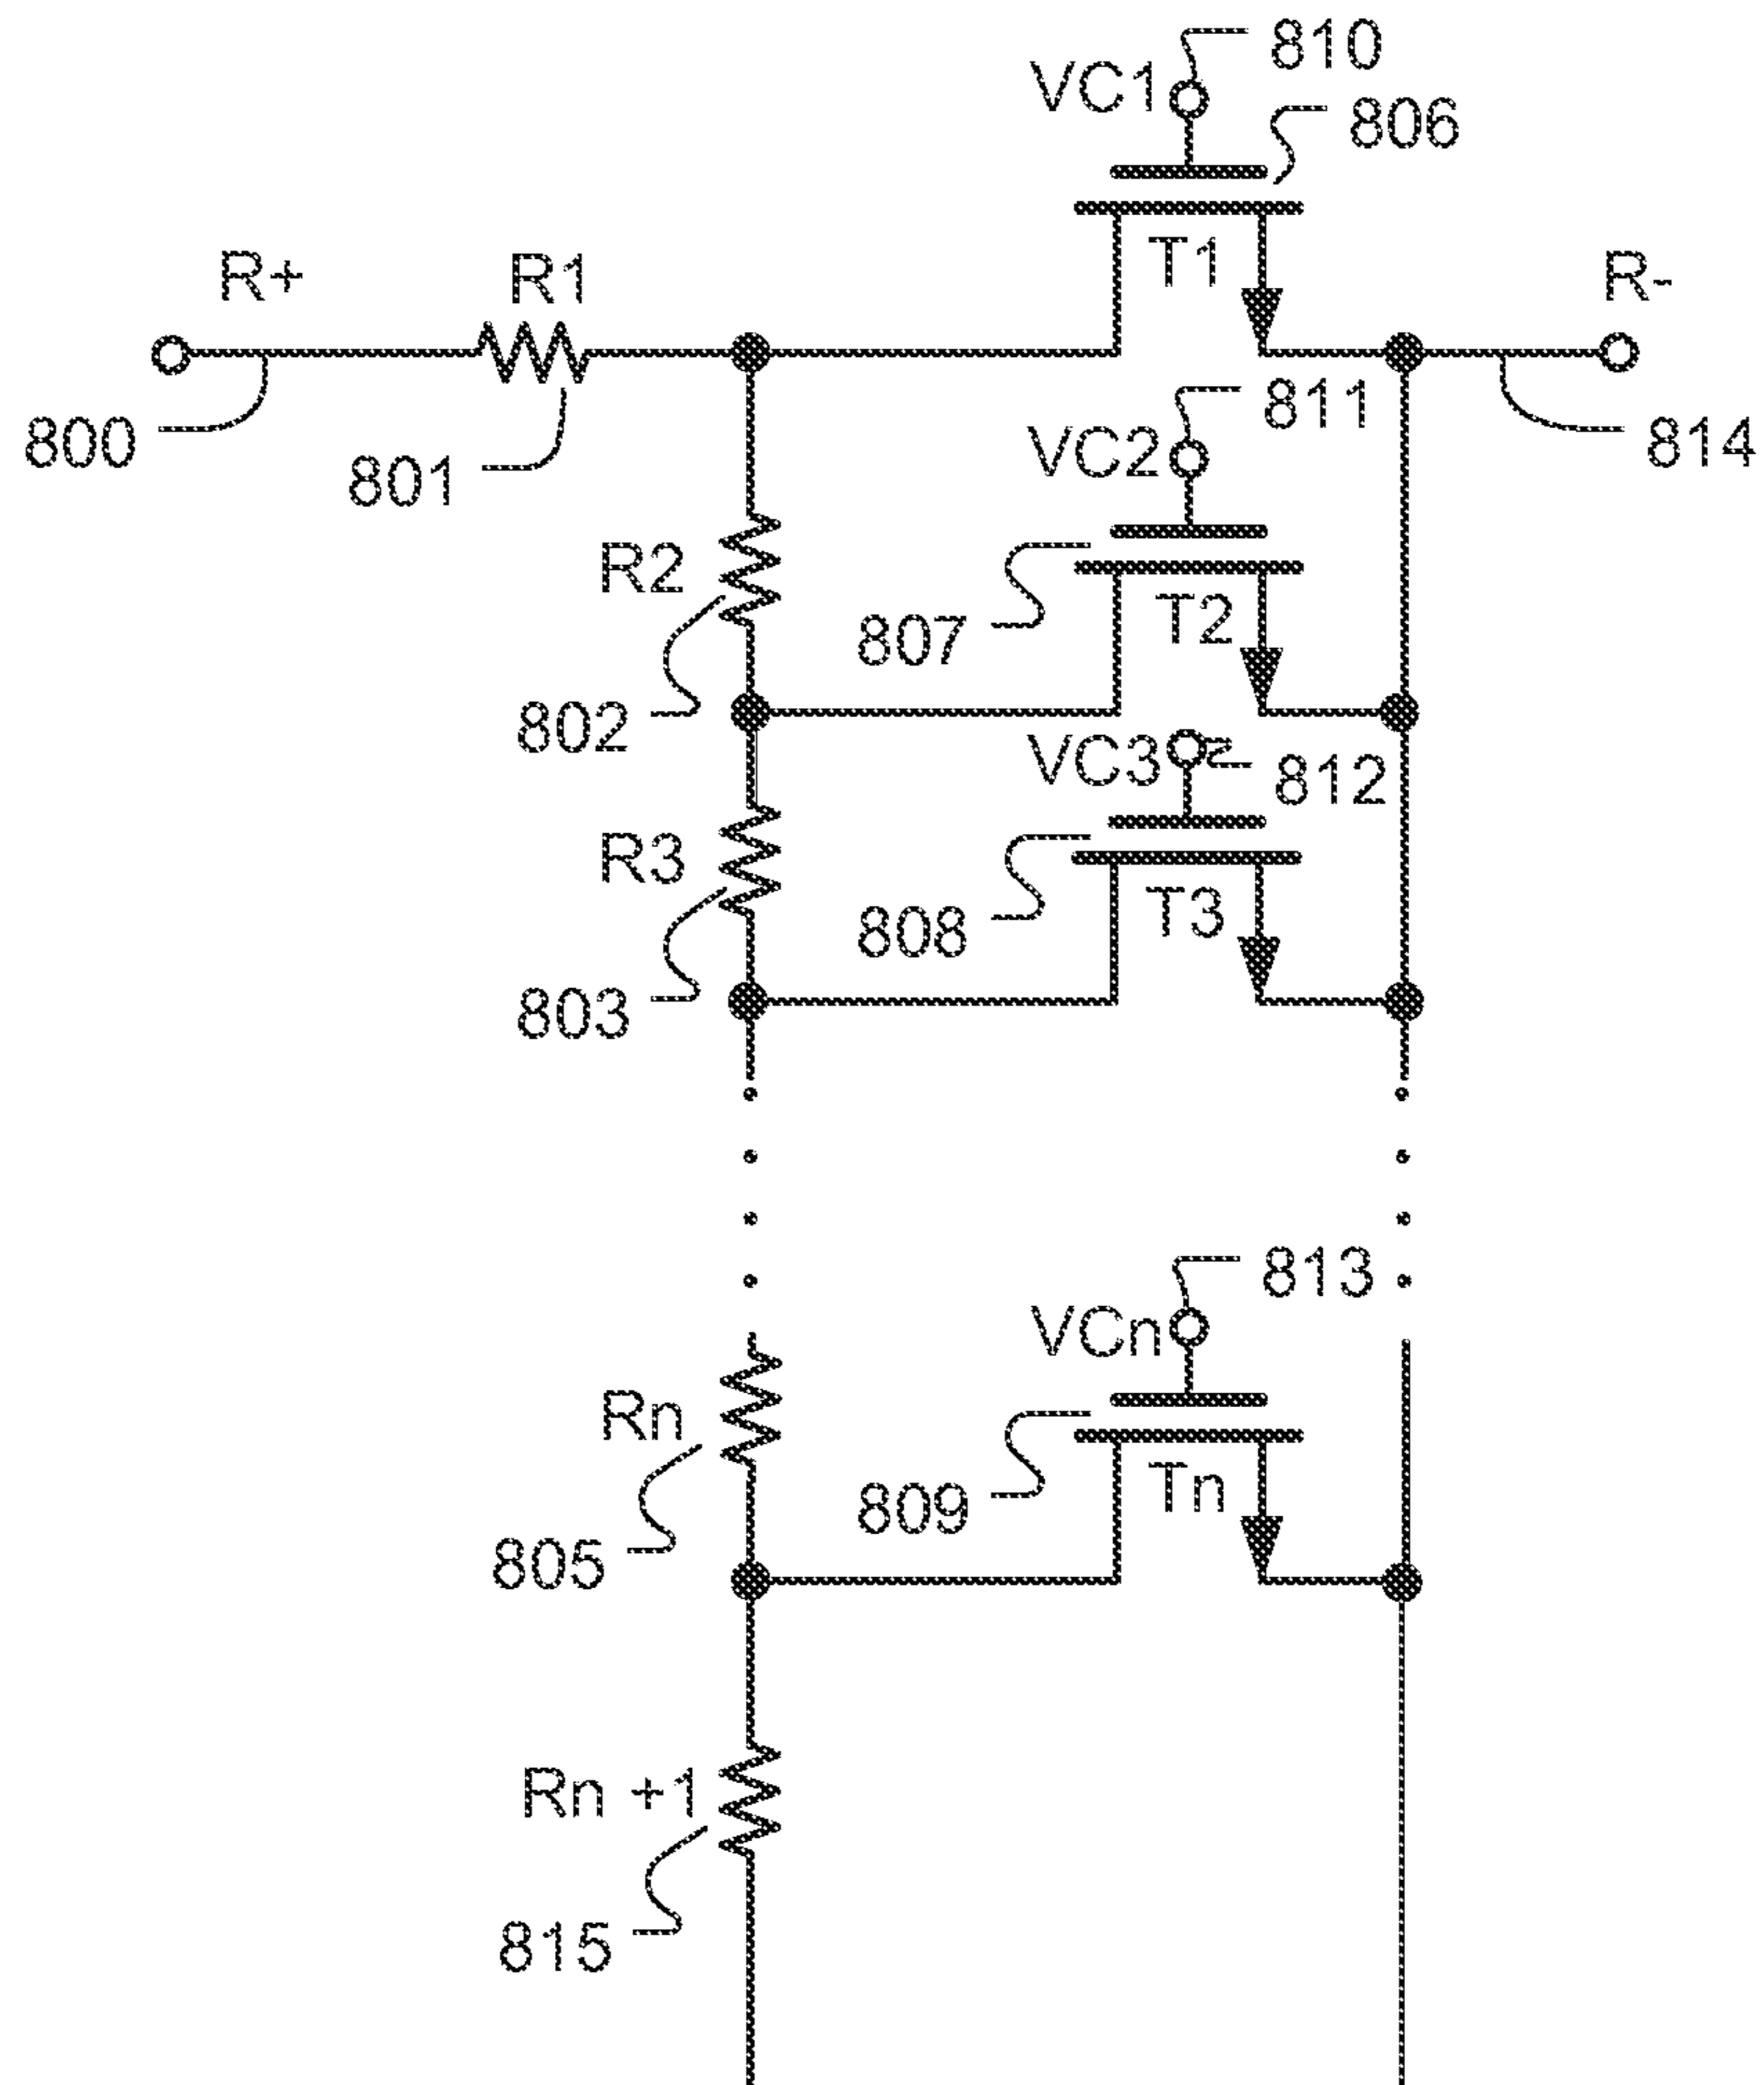 810
VC1
806
R+
R1
T1
R-
800
801
811
VC2
814
R2
807
T2
802
VC3
812
R3
808
T3
803
813
VCn
Rn
809
Tn
805
Rn +1
815